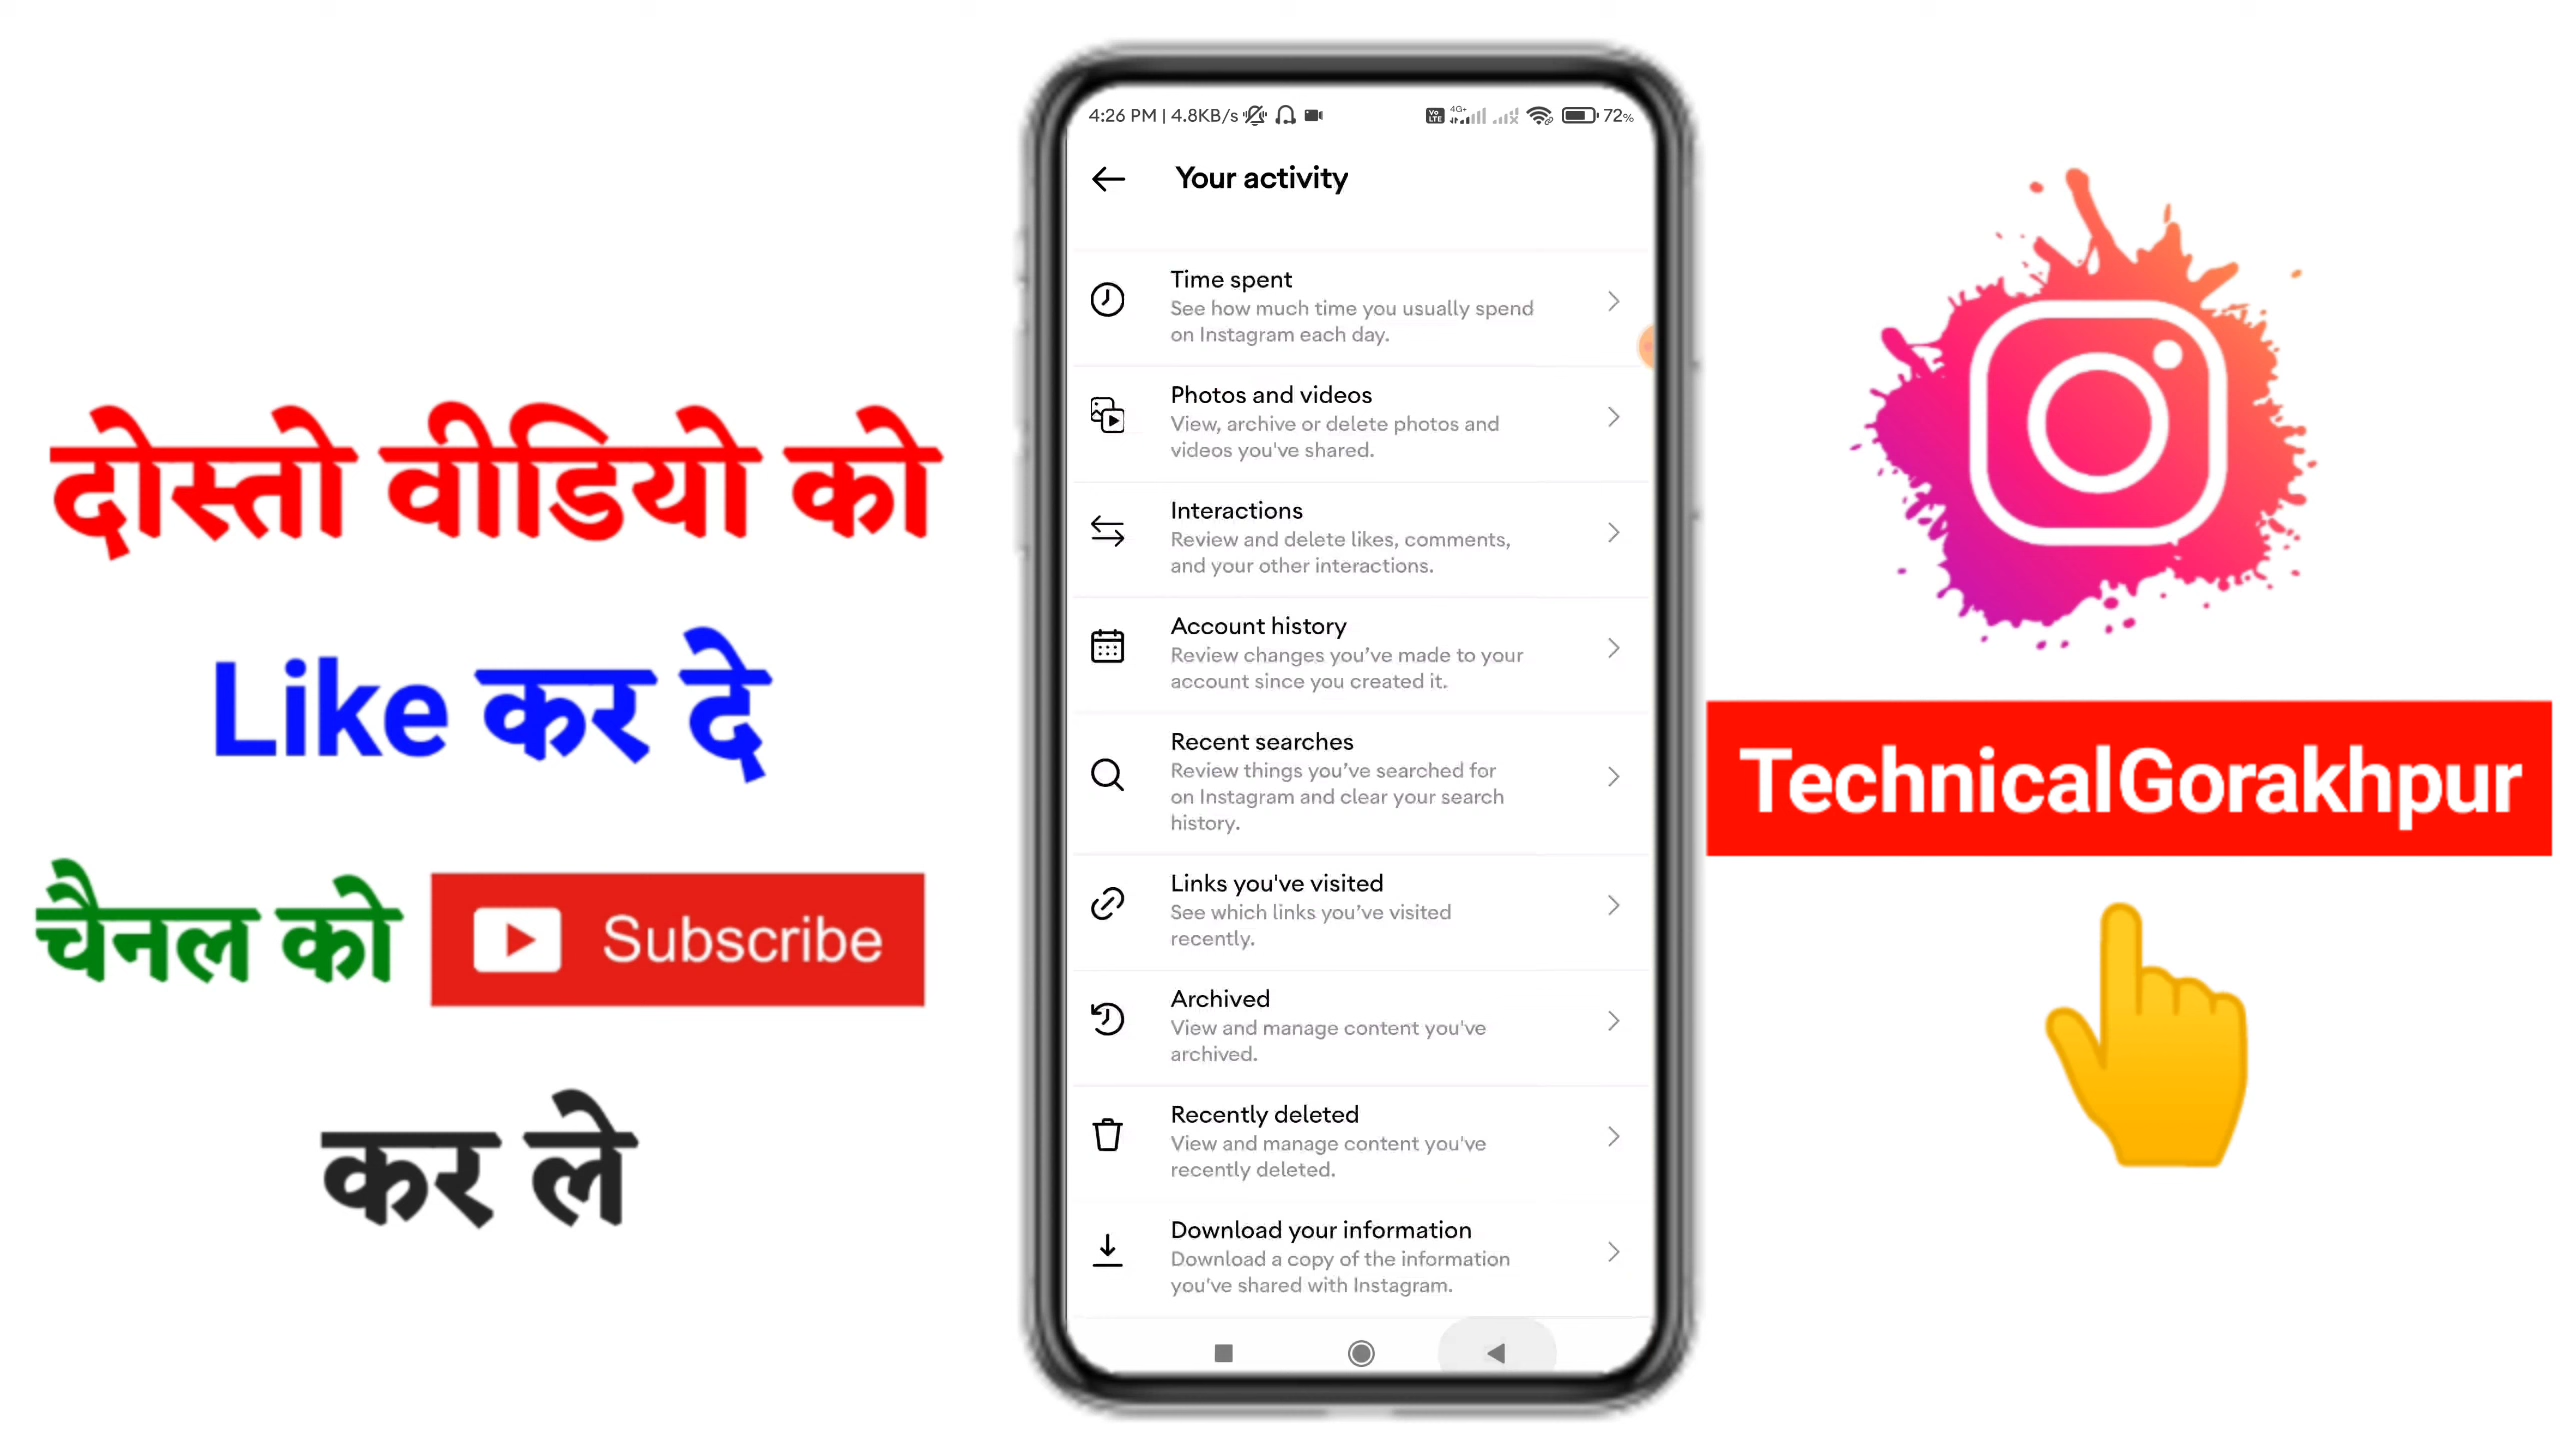 दोस्तो वीडियो को
Like कर दे
चैनल को Subscribe
कर ले
4:26 PM | 4.8KB/s
Vo LTE 4G+ 72%
Your activity
Time spent
See how much time you usually spend
on Instagram each day.
Photos and videos
View, archive or delete photos and
videos you've shared.
Interactions
Review and delete likes, comments,
and your other interactions.
Account history
Review changes you’ve made to your
account since you created it.
Recent searches
Review things you’ve searched for
on Instagram and clear your search
history.
Links you've visited
See which links you’ve visited
recently.
Archived
View and manage content you've
archived.
Recently deleted
View and manage content you've
recently deleted.
Download your information
Download a copy of the information
you've shared with Instagram.
TechnicalGorakhpur